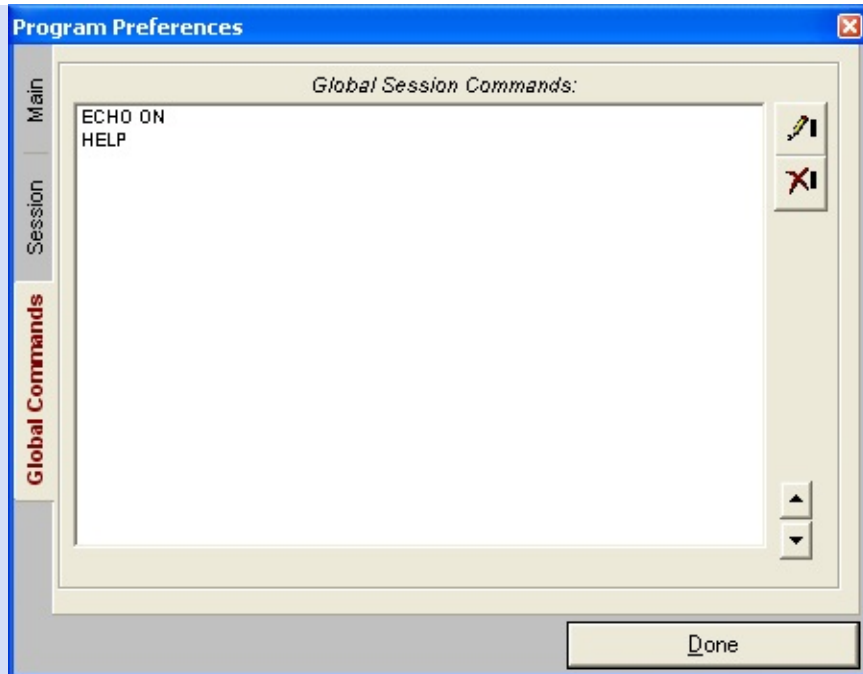 Program Preferences
Main
Session
Global Commands
Global Session Commands:
ECHO ON
HELP
Done